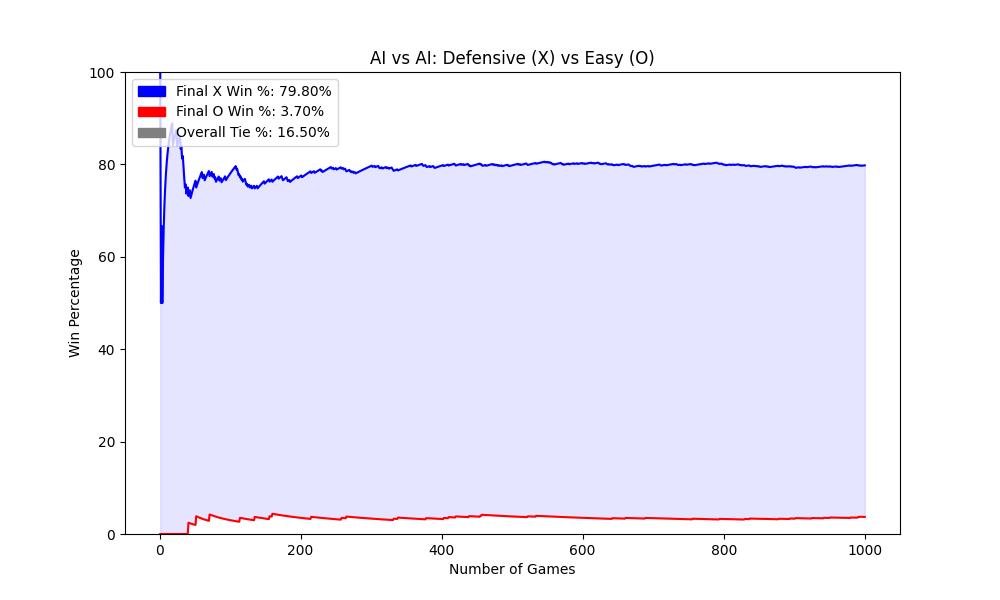 AI vs AI: Defensive (X) vs Easy (O)
Final X Win %: 79.80%
Final O Win %: 3.70%
Overall Tie %: 16.50%
Win Percentage
100
80
60
40
20
0
0 200 400 600 800 1000
Number of Games